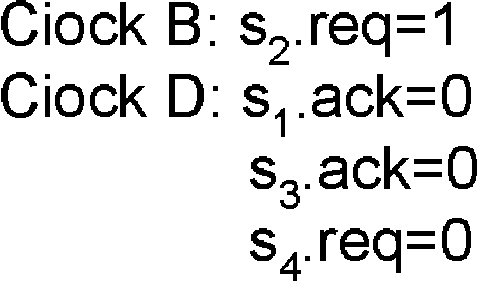 Ciock B: s₂.req=1
Ciock D: s₁.ack=0
s₃.ack=0
s₄.req=0